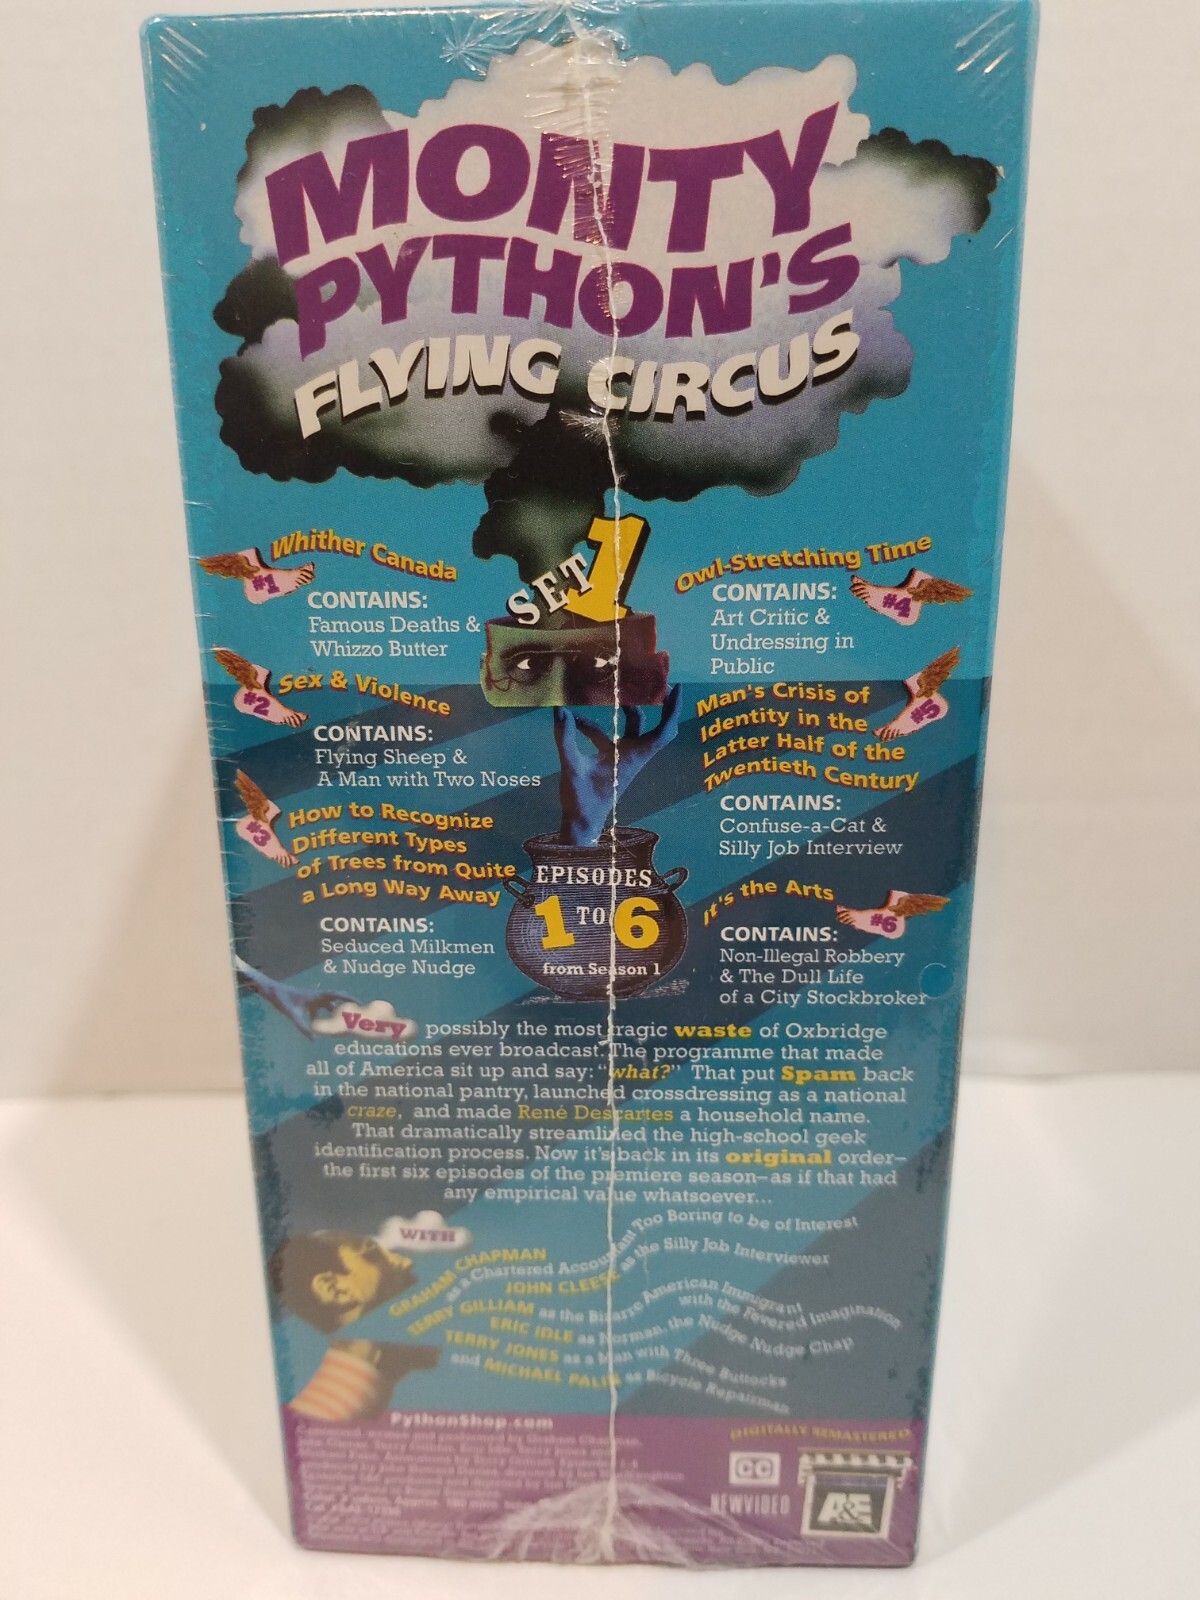 MONTY
PYTHON'S
FLYING CIRCUS
SET 1
#1
Whither Canada
CONTAINS:
Famous Deaths &
Whizzo Butter
#2
Sex & Violence
CONTAINS:
Flying Sheep &
A Man with Two Noses
#3
How to Recognize
Different Types
of Trees from Quite
a Long Way Away
CONTAINS:
Seduced Milkmen
& Nudge Nudge
Owl-Stretching Time
#4
CONTAINS:
Art Critic &
Undressing in
Public
Man's Crisis of
Identity in the
Latter Half of the
Twentieth Century
#5
CONTAINS:
Confuse-a-Cat &
Silly Job Interview
It's the Arts
#6
CONTAINS:
Non-Illegal Robbery
& The Dull Life
of a City Stockbroker
EPISODES
1 TO 6
from Season 1
Very possibly the most tragic waste of Oxbridge
educations ever broadcast. The programme that made
all of America sit up and say: "what?" That put Spam back
in the national pantry, launched crossdressing as a national
craze, and made René Descartes a household name.
That dramatically streamlined the high-school geek
identification process. Now it's back in its original order—
the first six episodes of the premiere season—as if that had
any empirical value whatsoever...
WITH
GRAHAM CHAPMAN
as a Chartered Accountant Too Boring to be of Interest
JOHN CLEESE as the Silly Job Interviewer
TERRY GILLIAM as the Bizarre American Immigrant
with the Fevered Imagination
ERIC IDLE as Norman, the Nudge Nudge Chap
TERRY JONES as a Man with Three Buttocks
and MICHAEL PALIN as Bicycle Repairman
PythonShop.com
DIGITALLY REMASTERED
CC
NEWVIDEO
A&E